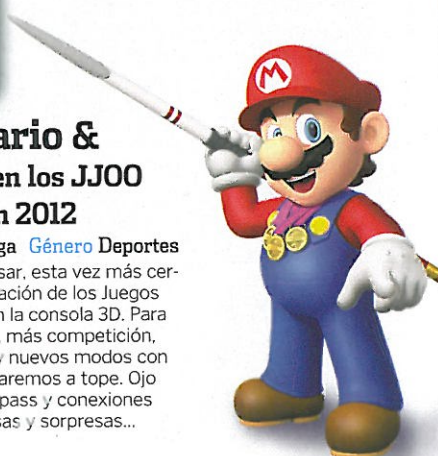 ario &
en los JJOO
n 2012
ga Género Deportes
sar, esta vez más cer-
ación de los Juegos
n la consola 3D. Para
, más competición,
y nuevos modos con
aremos a tope. Ojo
pass y conexiones
sas y sorpresas...
M